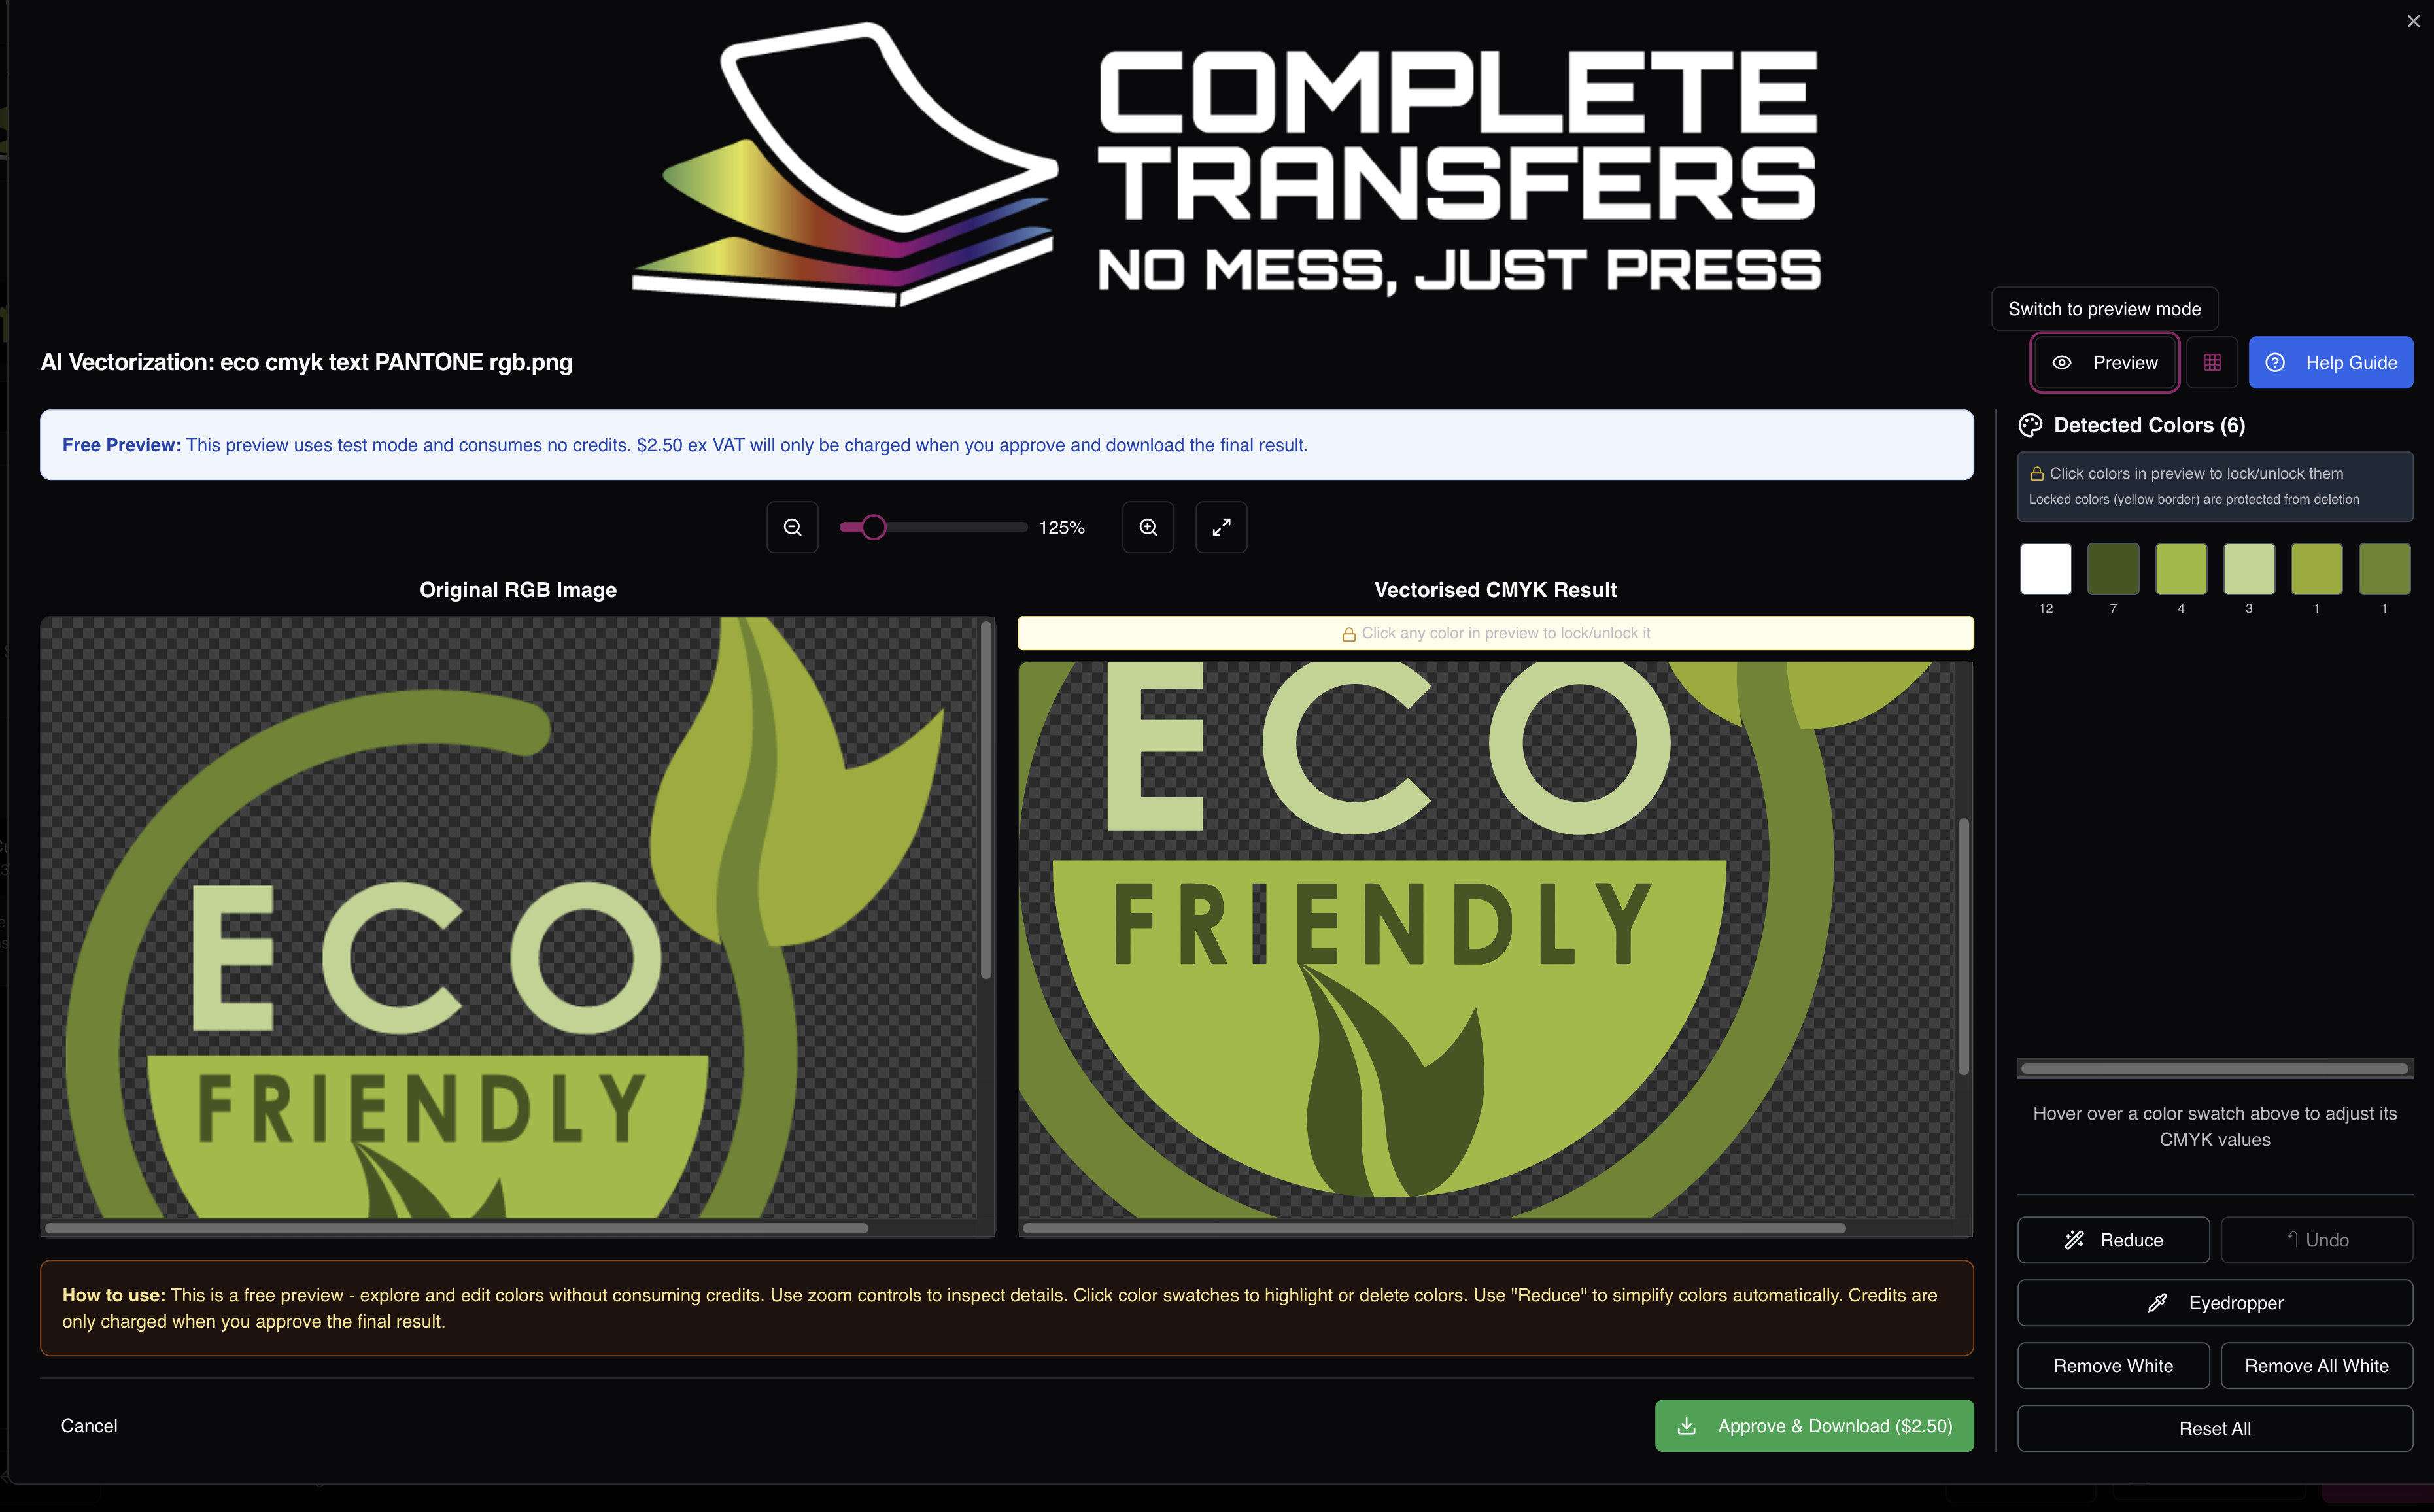 COMPLETE
TRANSFERS
NO MESS, JUST PRESS
Switch to preview mode
AI Vectorization: eco cmyk text PANTONE rgb.png
Preview
Help Guide
Free Preview: This preview uses test mode and consumes no credits. $2.50 ex VAT will only be charged when you approve and download the final result.
125%
Original RGB Image
Vectorised CMYK Result
Click any color in preview to lock/unlock it
ECO
FRIENDLY
ECO
FRIENDLY
How to use: This is a free preview - explore and edit colors without consuming credits. Use zoom controls to inspect details. Click color swatches to highlight or delete colors. Use "Reduce" to simplify colors automatically. Credits are
only charged when you approve the final result.
Cancel
Approve & Download ($2.50)
Detected Colors (6)
Click colors in preview to lock/unlock them
Locked colors (yellow border) are protected from deletion
12 7 4 3 1 1
Hover over a color swatch above to adjust its
CMYK values
Reduce
Undo
Eyedropper
Remove White
Remove All White
Reset All